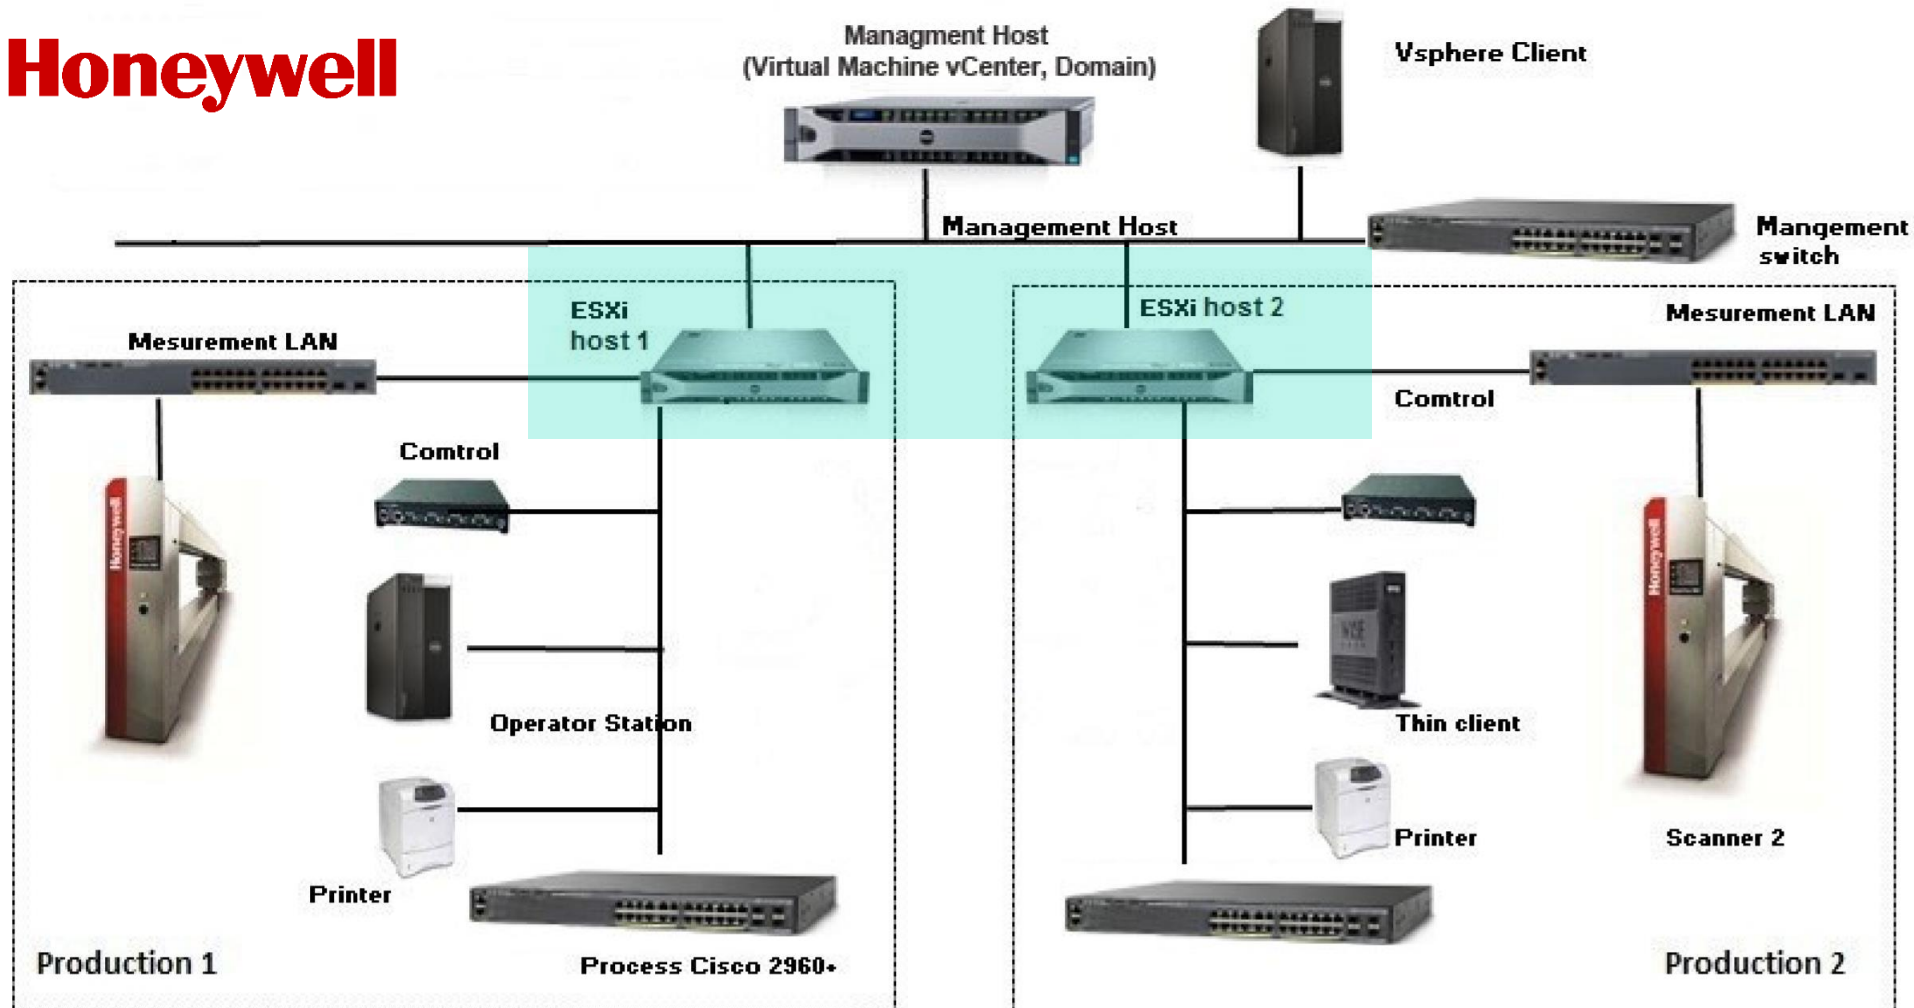 Honeywell
Managment Host
(Virtual Machine vCenter, Domain)
Vsphere Client
Management Host
Mangement
switch
ESXi
host 1
ESXi host 2
Mesurement LAN
Mesurement LAN
Comtrol
Comtrol
Honeywell
Honeywell
Operator Station
Thin client
Printer
Printer
Scanner 2
Process Cisco 2960+
Production 1
Production 2